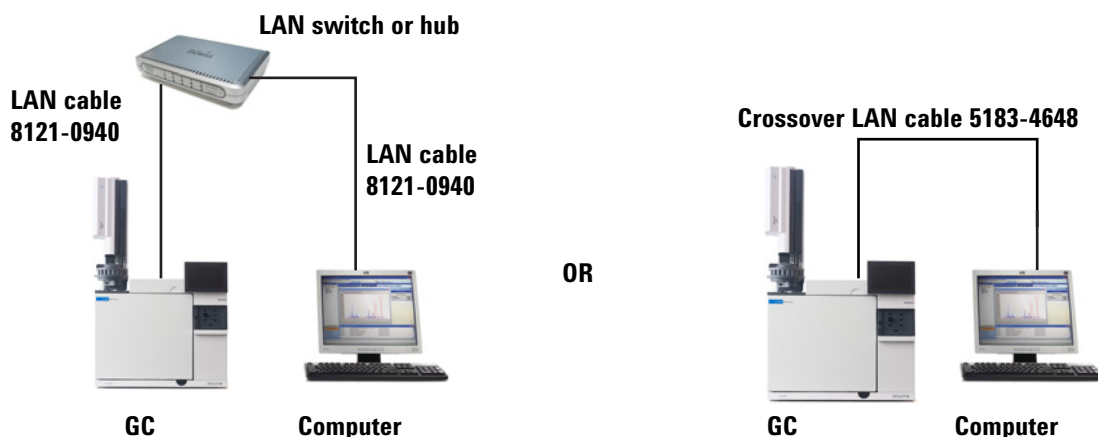 LAN switch or hub
LAN cable
8121-0940
LAN cable
8121-0940
GC
Computer
OR
Crossover LAN cable 5183-4648
GC
Computer